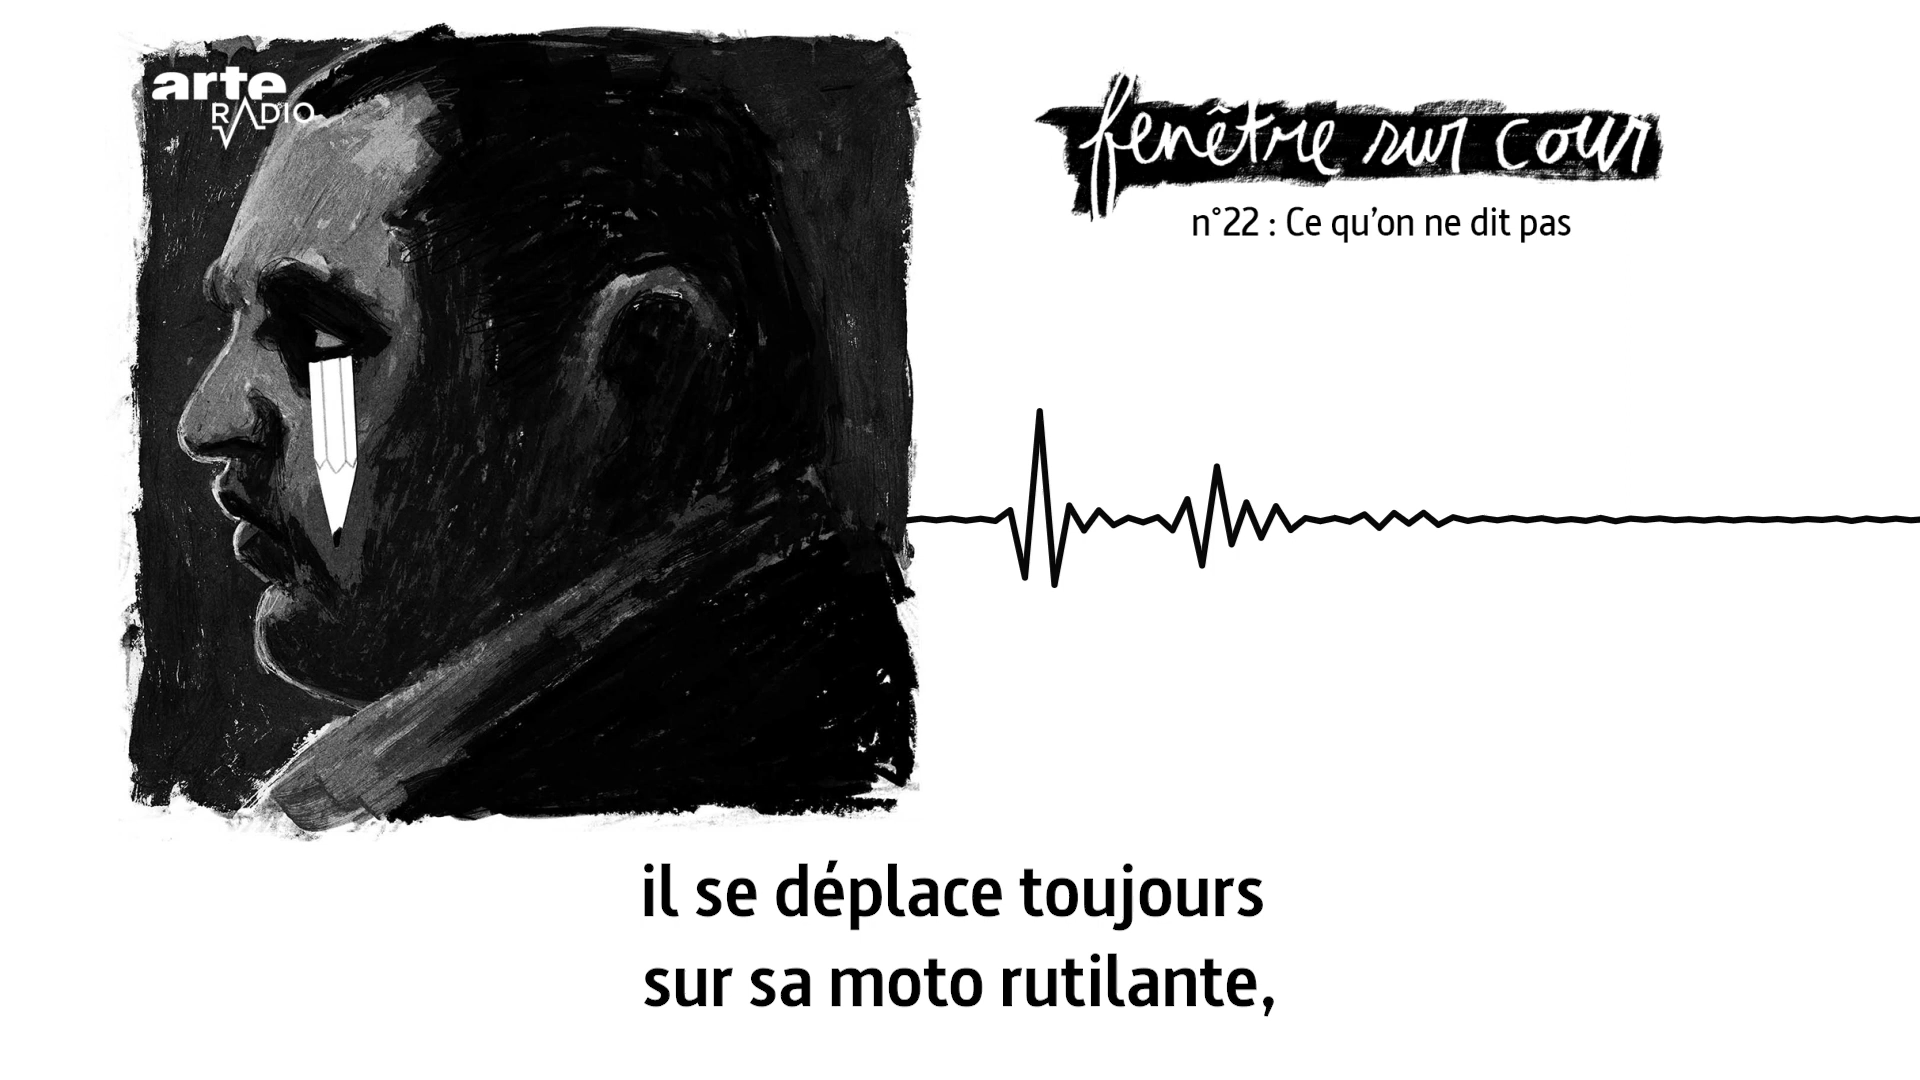 arte
RADIO
fenêtre sur cour
n°22 : Ce qu’on ne dit pas
il se déplace toujours
sur sa moto rutilante,